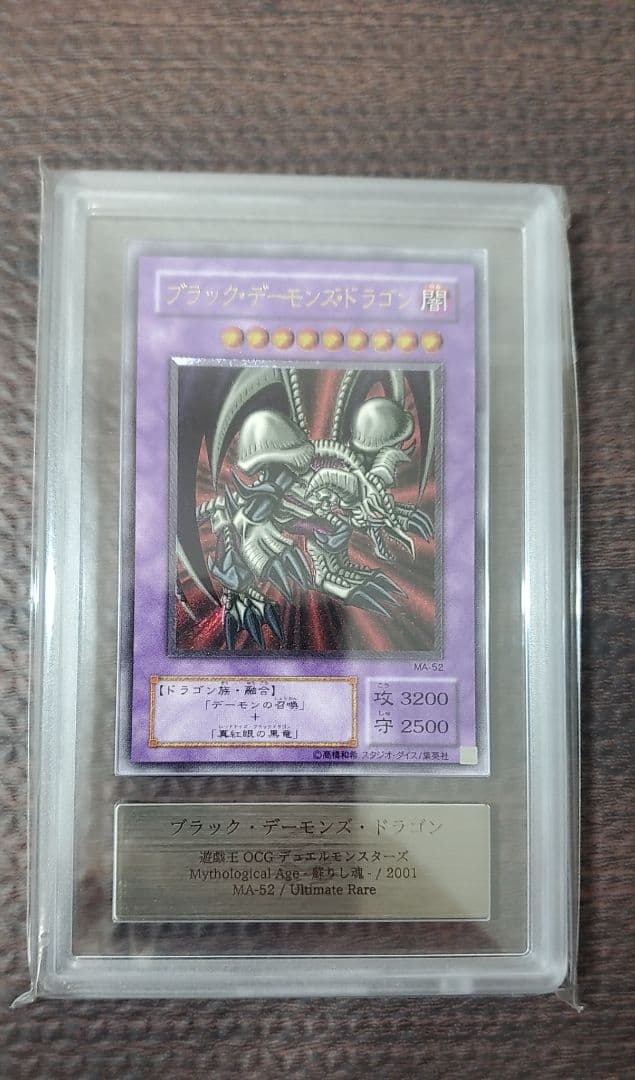 ブラック・デーモンズ・ドラゴン
闇
MA-52
【ドラゴン族・融合】
「デーモンの召喚」
+
「真紅眼の黒竜」
攻 3200
守 2500
©高橋和希 スタジオ・ダイス/集英社
ブラック・デーモンズ・ドラゴン
遊戯王 OCG デュエルモンスターズ
Mythological Age - 蘇りし魂 - / 2001
MA-52 / Ultimate Rare